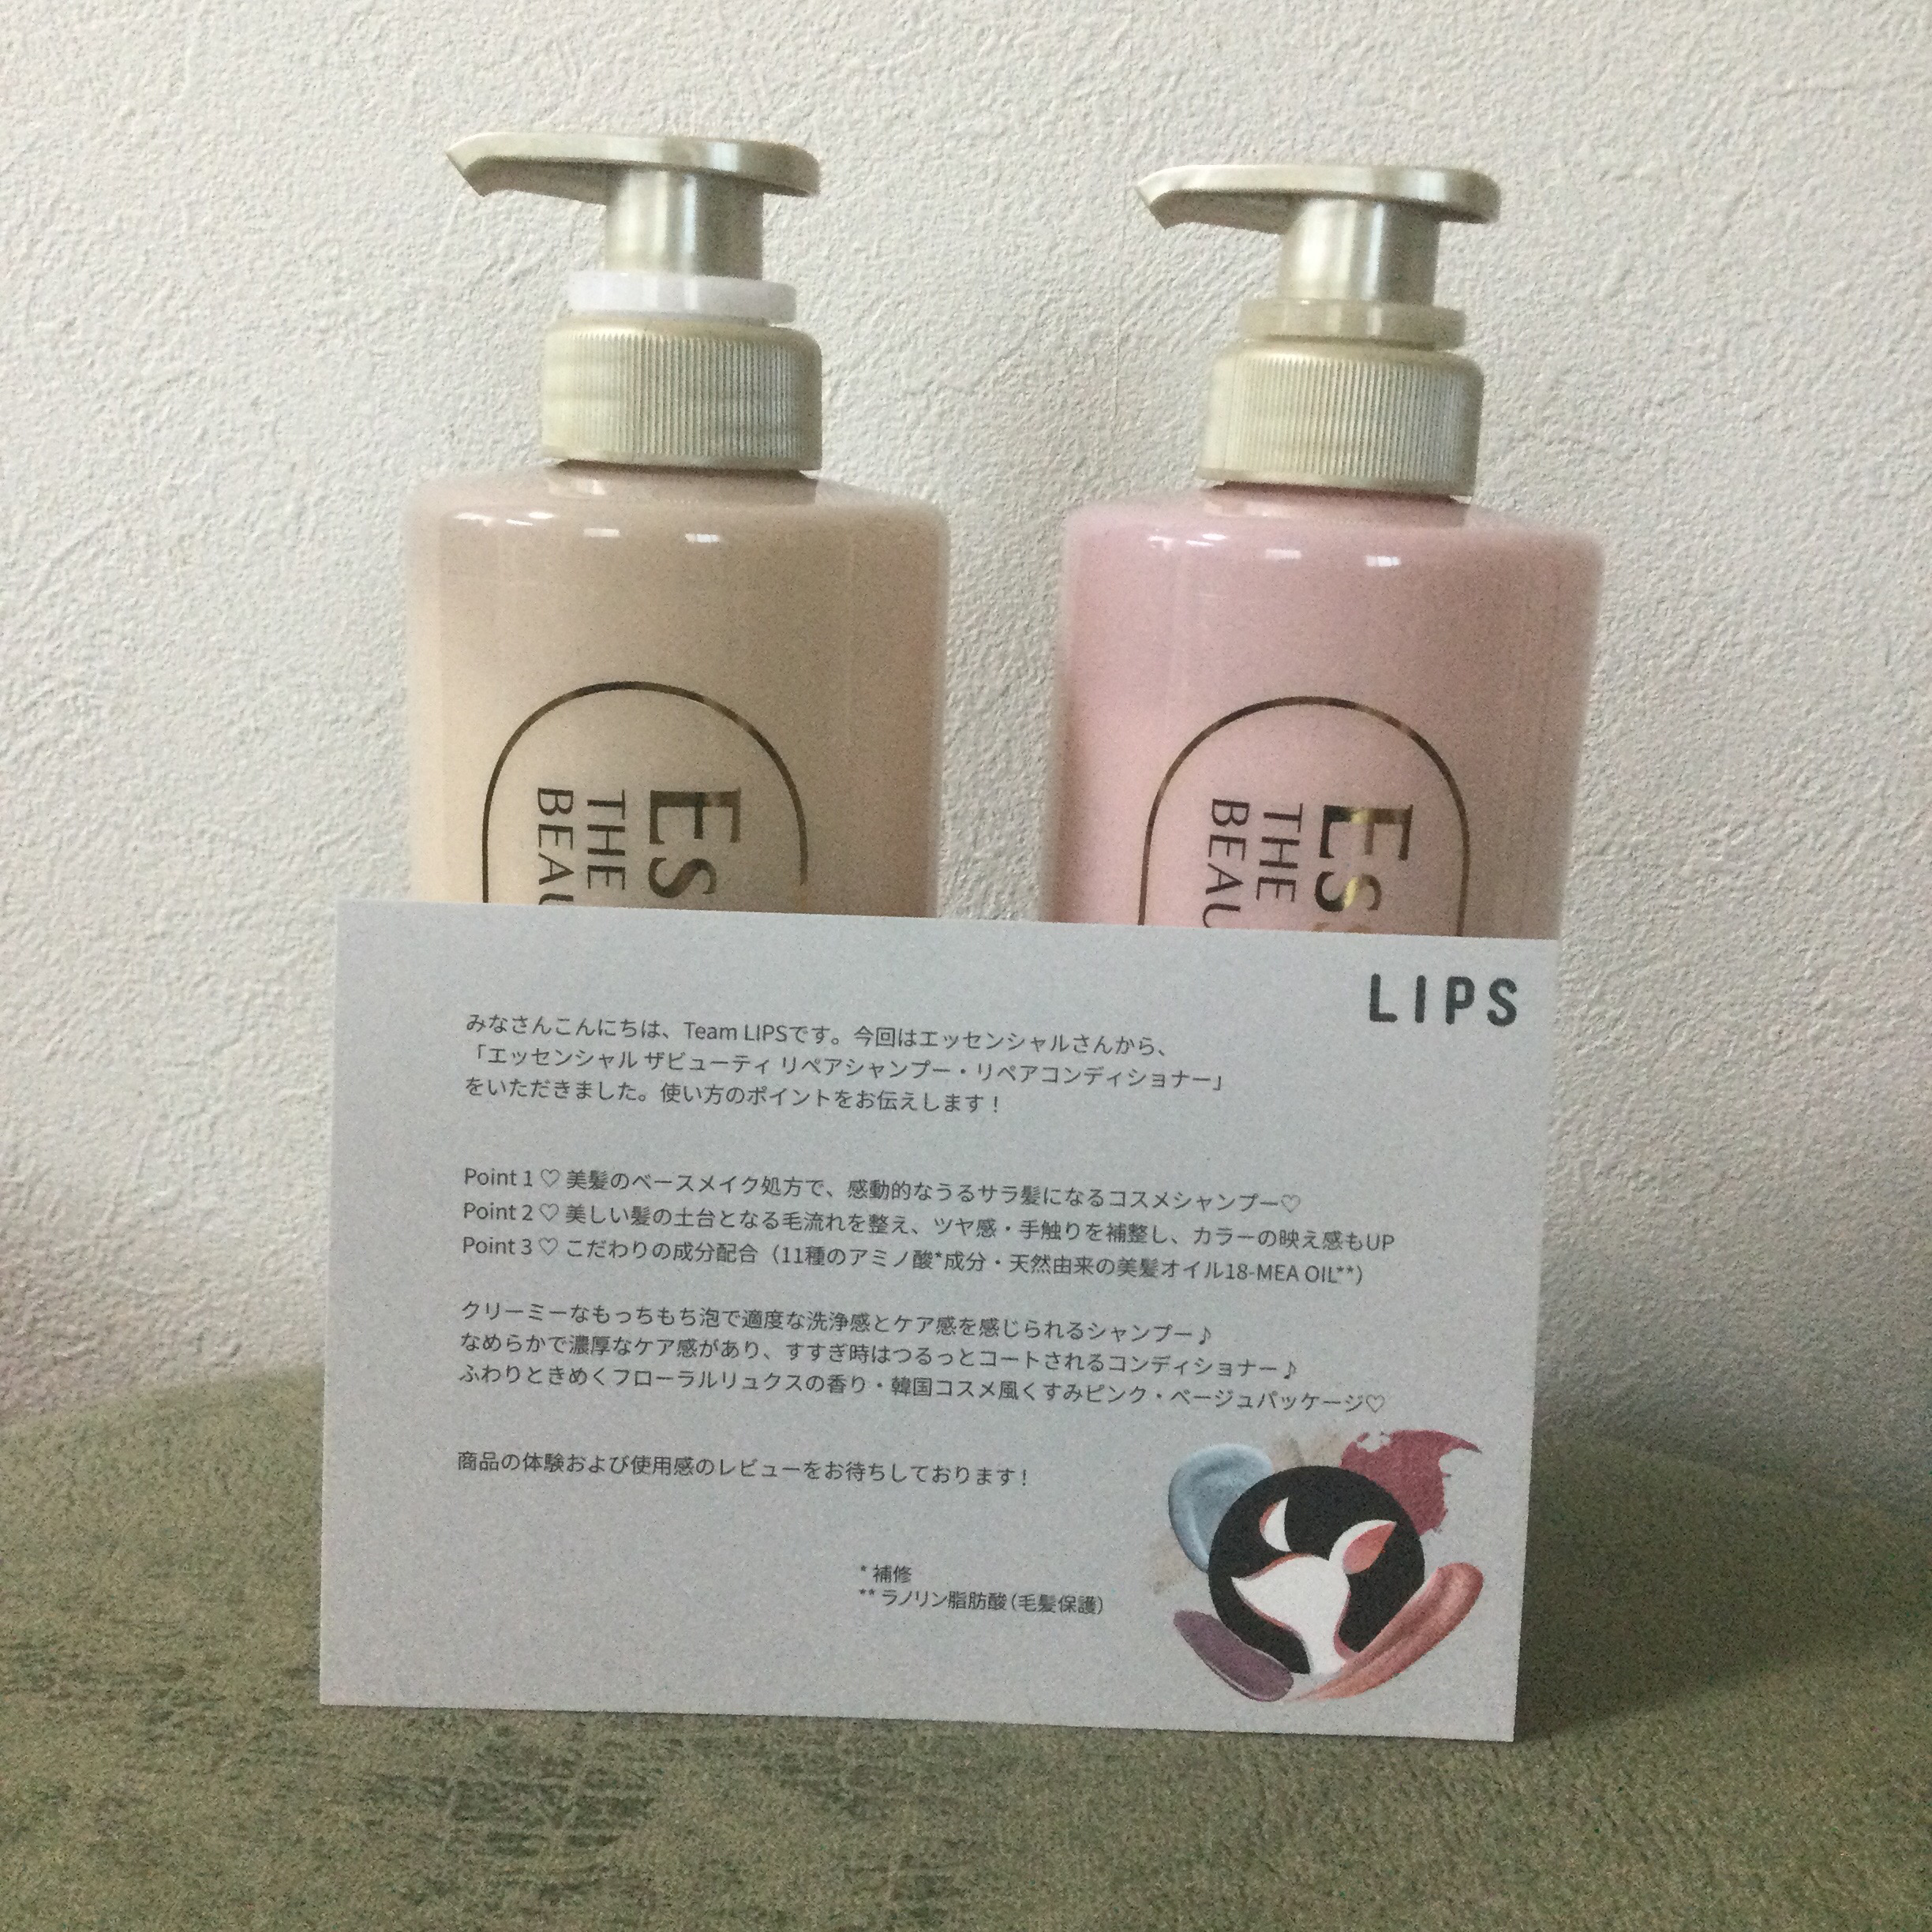 ES
THE
BEAU
ES
THE
BEAU
LIPS
みなさんこんにちは、Team LIPSです。今回はエッセンシャルさんから、
「エッセンシャル ザビューティ リペアシャンプー・リペアコンディショナー」
をいただきました。使い方のポイントをお伝えします！
Point 1 ♡ 美髪のベースメイク処方で、感動的なうるサラ髪になるコスメシャンプー♡
Point 2 ♡ 美しい髪の土台となる毛流れを整え、ツヤ感・手触りを補整し、カラーの映え感もUP
Point 3 ♡ こだわりの成分配合（11種のアミノ酸*成分・天然由来の美髪オイル18-MEA OIL**）
クリーミーなもっちもち泡で適度な洗浄感とケア感を感じられるシャンプー♪
なめらかで濃厚なケア感があり、すすぎ時はつるっとコートされるコンディショナー♪
ふわりときめくフローラルリュクスの香り・韓国コスメ風くすみピンク・ベージュパッケージ♡
商品の体験および使用感のレビューをお待ちしております！
* 補修
** ラノリン脂肪酸（毛髪保護）